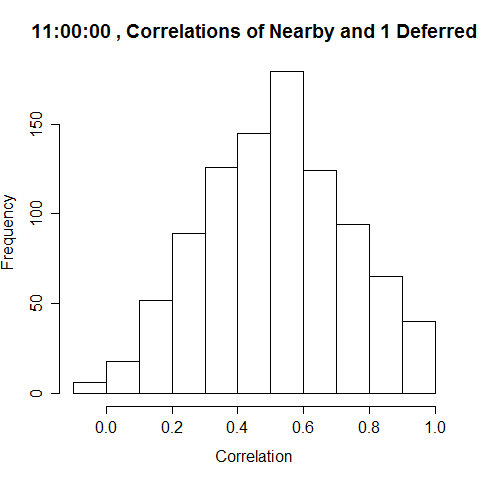 11:00:00 , Correlations of Nearby and 1 Deferred
150
100
50
0
Frequency
0.0 0.2 0.4 0.6 0.8 1.0
Correlation